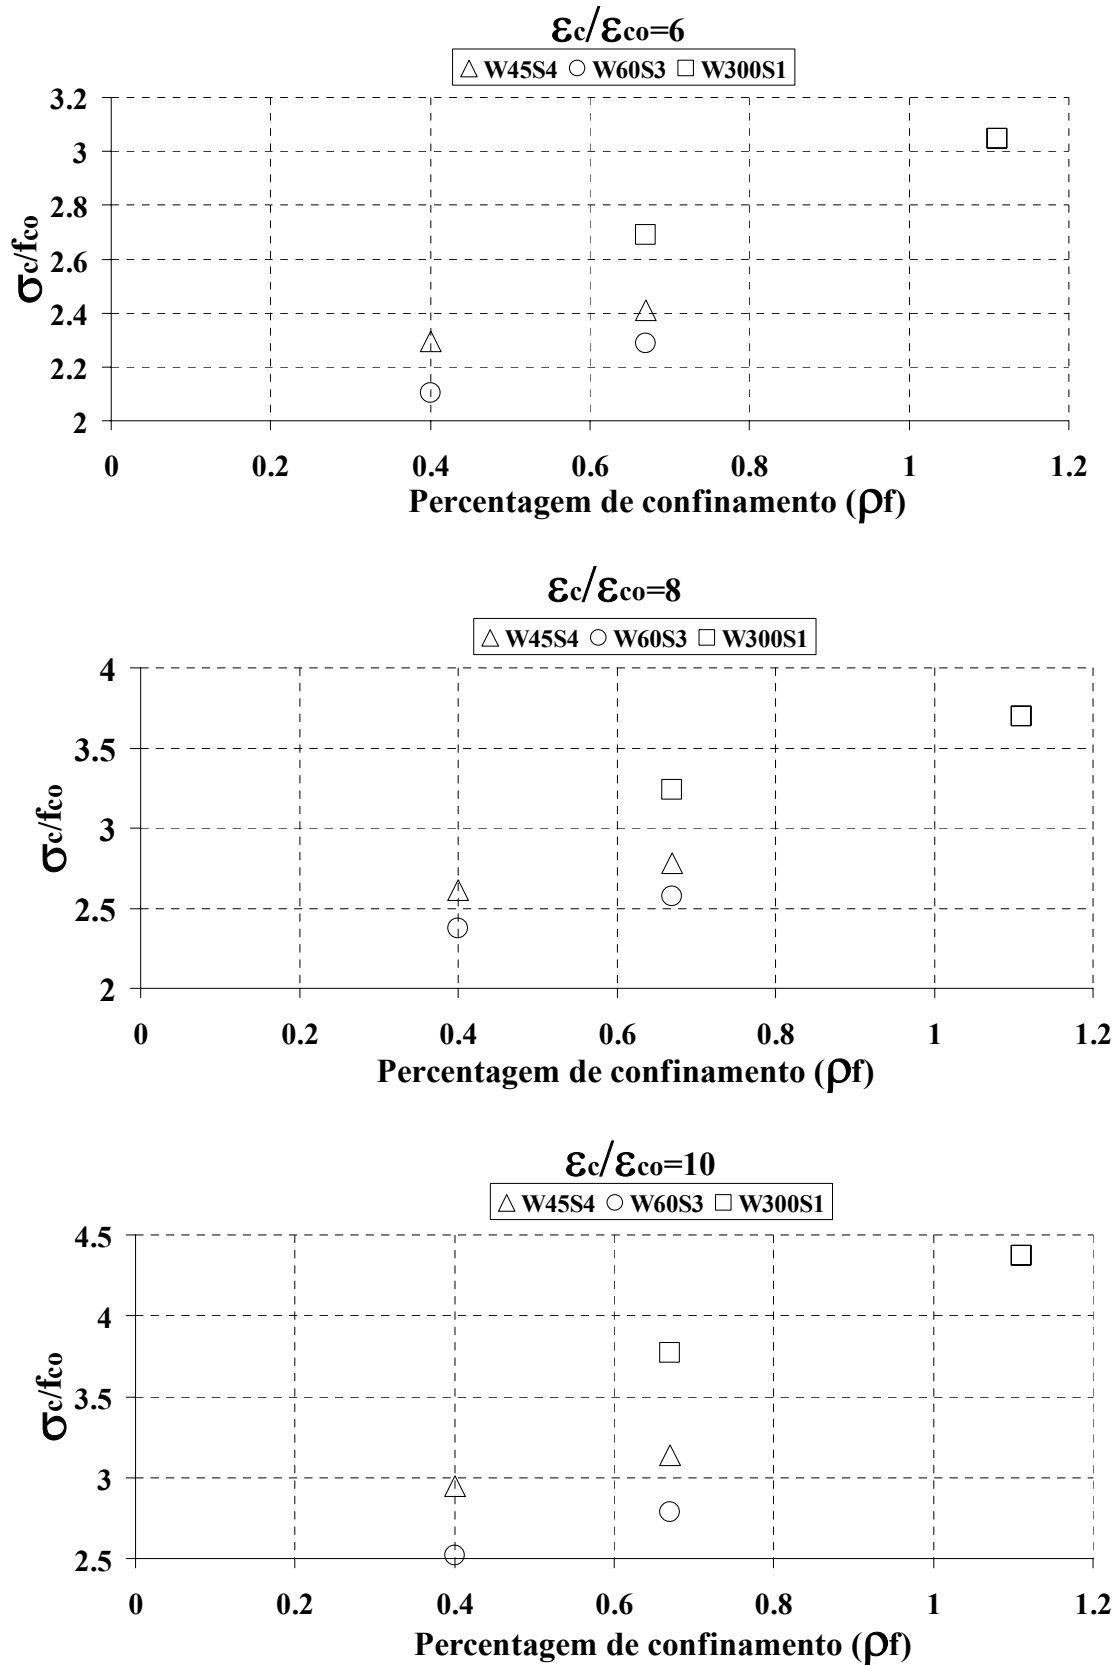 εc/εco=6
W45S4 W60S3 W300S1
3.2
3
2.8
2.6
2.4
2.2
2
σc/fco
0 0.2 0.4 0.6 0.8 1 1.2
Percentagem de confinamento (ρf)
εc/εco=8
W45S4 W60S3 W300S1
4
3.5
3
2.5
2
σc/fco
0 0.2 0.4 0.6 0.8 1 1.2
Percentagem de confinamento (ρf)
εc/εco=10
W45S4 W60S3 W300S1
4.5
4
3.5
3
2.5
σc/fco
0 0.2 0.4 0.6 0.8 1 1.2
Percentagem de confinamento (ρf)